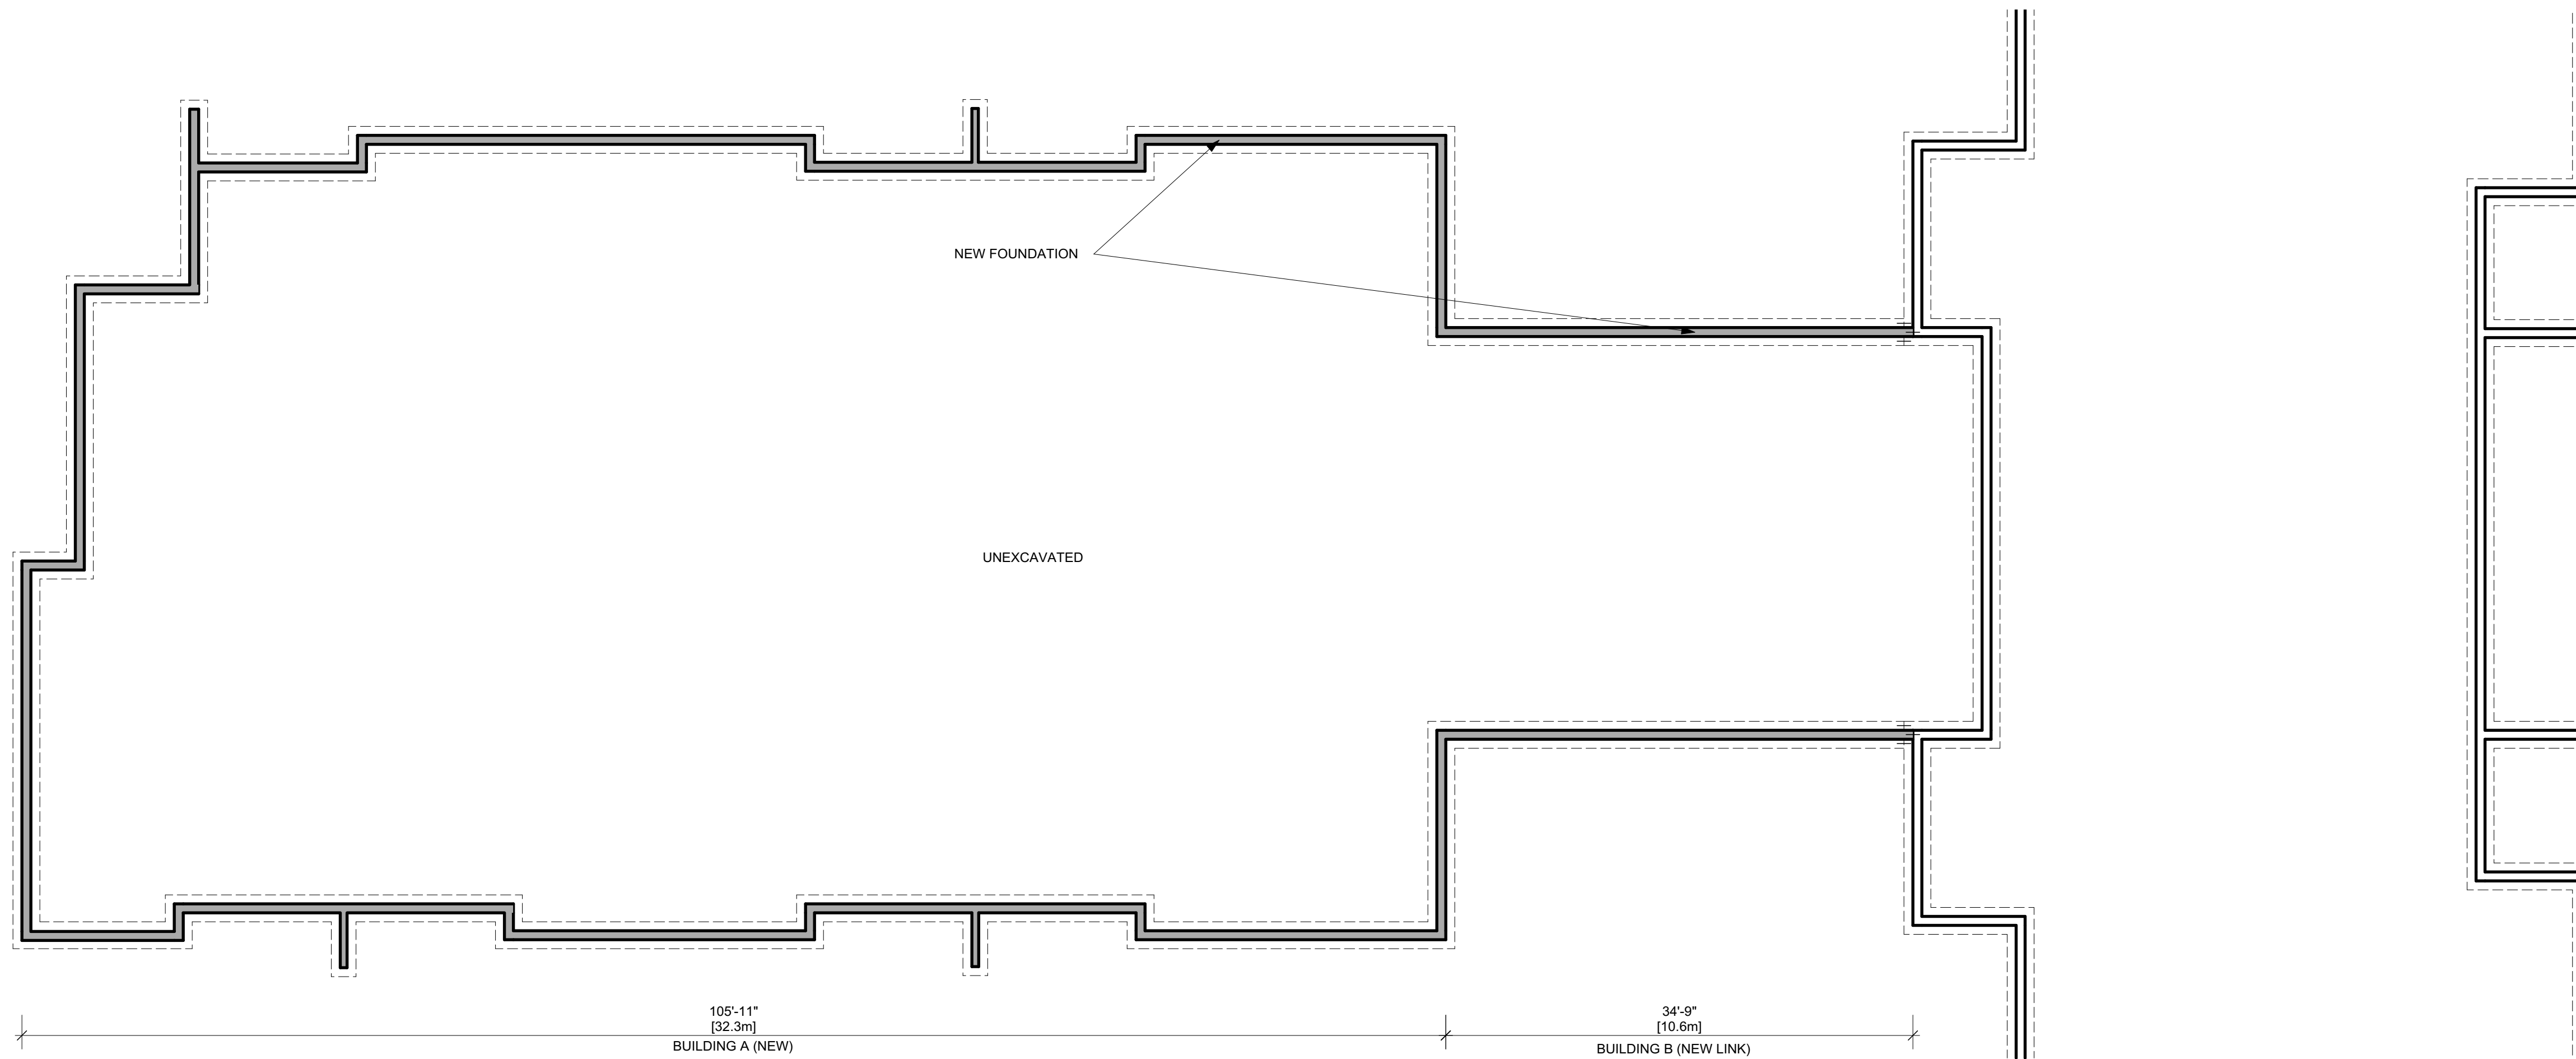 NEW FOUNDATION
UNEXCAVATED
105'-11"
[32.3m]
BUILDING A (NEW)
34'-9"
[10.6m]
BUILDING B (NEW LINK)